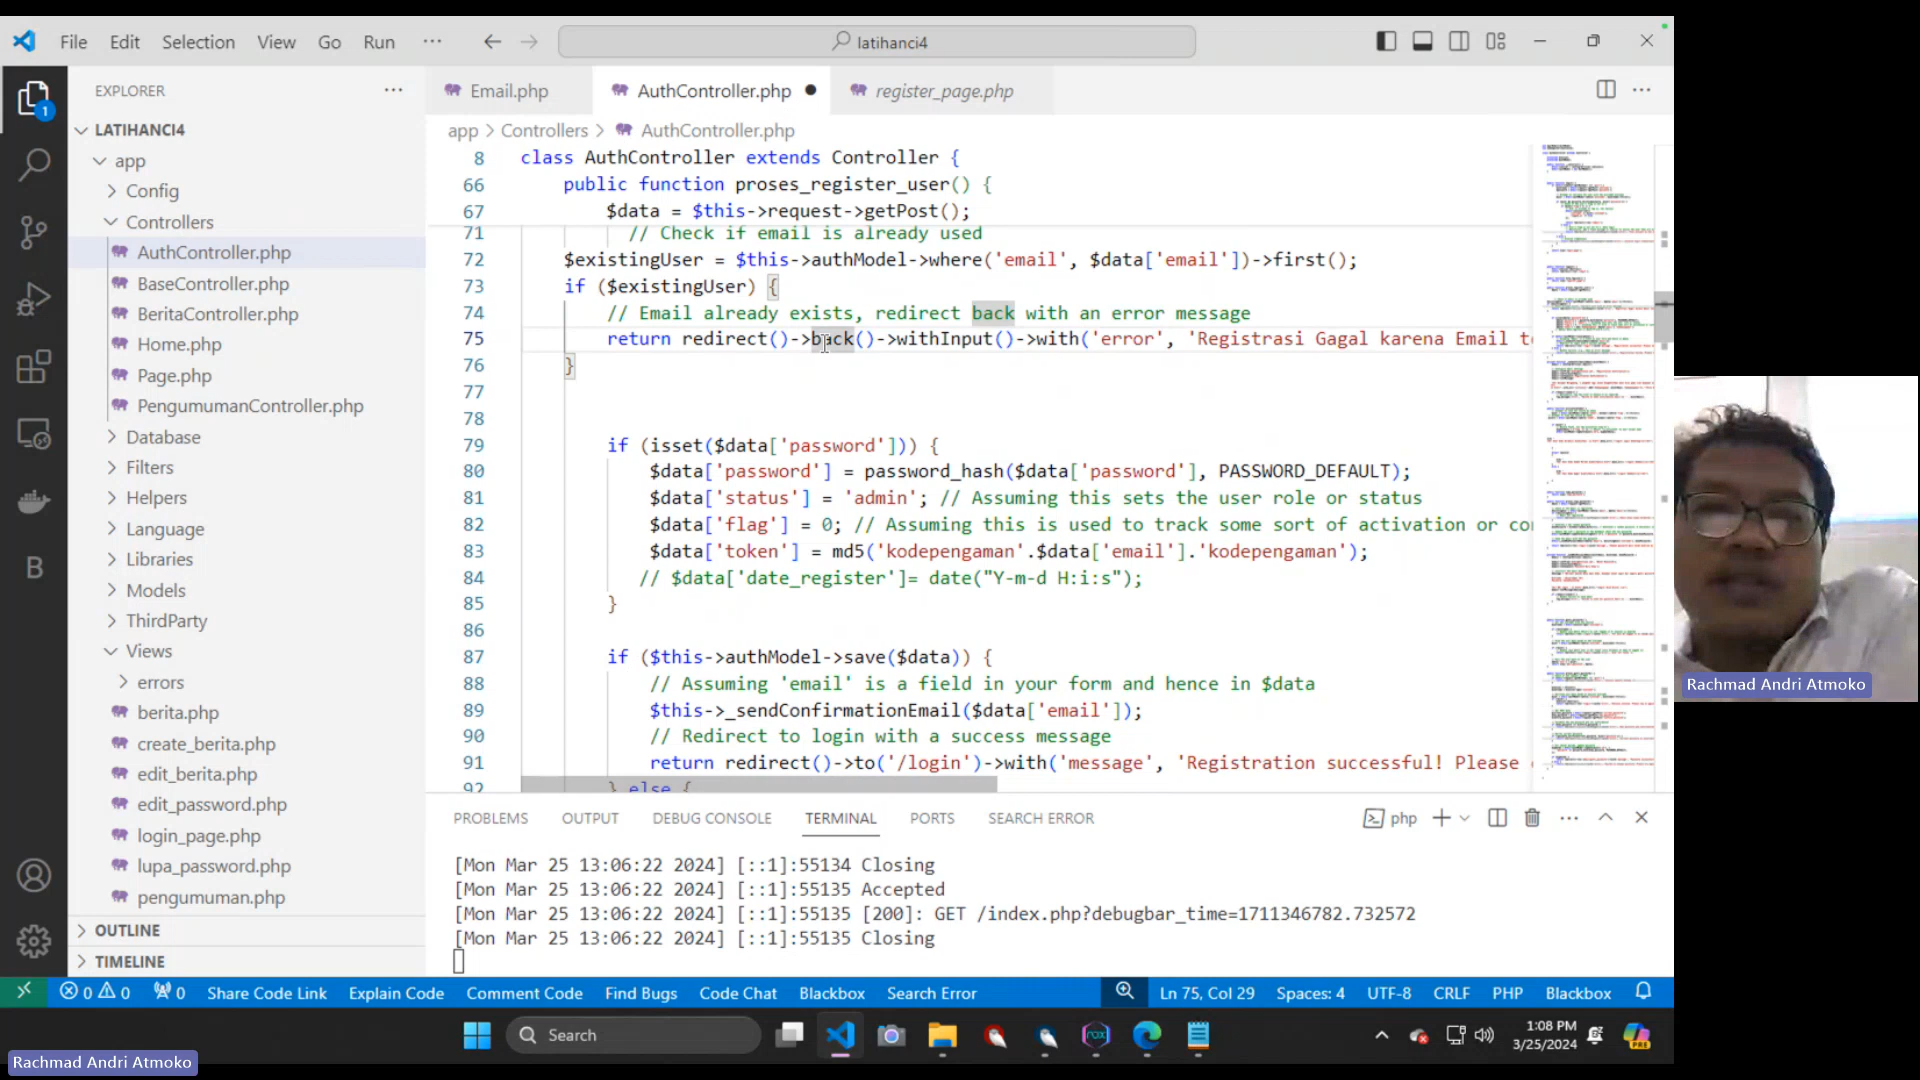 File Edit Selection View Go Run ··· latihanci4
EXPLORER ···
LATIHANCI4
app
Config
Controllers
AuthController.php
BaseController.php
BeritaController.php
Home.php
Page.php
PengumumanController.php
Database
Filters
Helpers
Language
Libraries
Models
ThirdParty
Views
errors
berita.php
create_berita.php
edit_berita.php
edit_password.php
login_page.php
lupa_password.php
pengumuman.php
OUTLINE
TIMELINE
1
B
Email.php AuthController.php register_page.php
app > Controllers > AuthController.php
8 class AuthController extends Controller {
66 public function proses_register_user() {
67 $data = $this->request->getPost();
71 // Check if email is already used
72 $existingUser = $this->authModel->where('email', $data['email'])->first();
73 if ($existingUser) {
74 // Email already exists, redirect back with an error message
75 return redirect()->back()->withInput()->with('error', 'Registrasi Gagal karena Email te
76 }
77
78
79 if (isset($data['password'])) {
80 $data['password'] = password_hash($data['password'], PASSWORD_DEFAULT);
81 $data['status'] = 'admin'; // Assuming this sets the user role or status
82 $data['flag'] = 0; // Assuming this is used to track some sort of activation or con
83 $data['token'] = md5('kodepengaman'.$data['email'].'kodepengaman');
84 // $data['date_register']= date("Y-m-d H:i:s");
85 }
86
87 if ($this->authModel->save($data)) {
88 // Assuming 'email' is a field in your form and hence in $data
89 $this->_sendConfirmationEmail($data['email']);
90 // Redirect to login with a success message
91 return redirect()->to('/login')->with('message', 'Registration successful! Please
92 } else {
PROBLEMS OUTPUT DEBUG CONSOLE TERMINAL PORTS SEARCH ERROR php
[Mon Mar 25 13:06:22 2024] [::1]:55134 Closing
[Mon Mar 25 13:06:22 2024] [::1]:55135 Accepted
[Mon Mar 25 13:06:22 2024] [::1]:55135 [200]: GET /index.php?debugbar_time=1711346782.732572
[Mon Mar 25 13:06:22 2024] [::1]:55135 Closing
0 0 0 Share Code Link Explain Code Comment Code Find Bugs Code Chat Blackbox Search Error Ln 75, Col 29 Spaces: 4 UTF-8 CRLF PHP Blackbox
Search
1:08 PM
3/25/2024
PRE
Rachmad Andri Atmoko
Rachmad Andri Atmoko